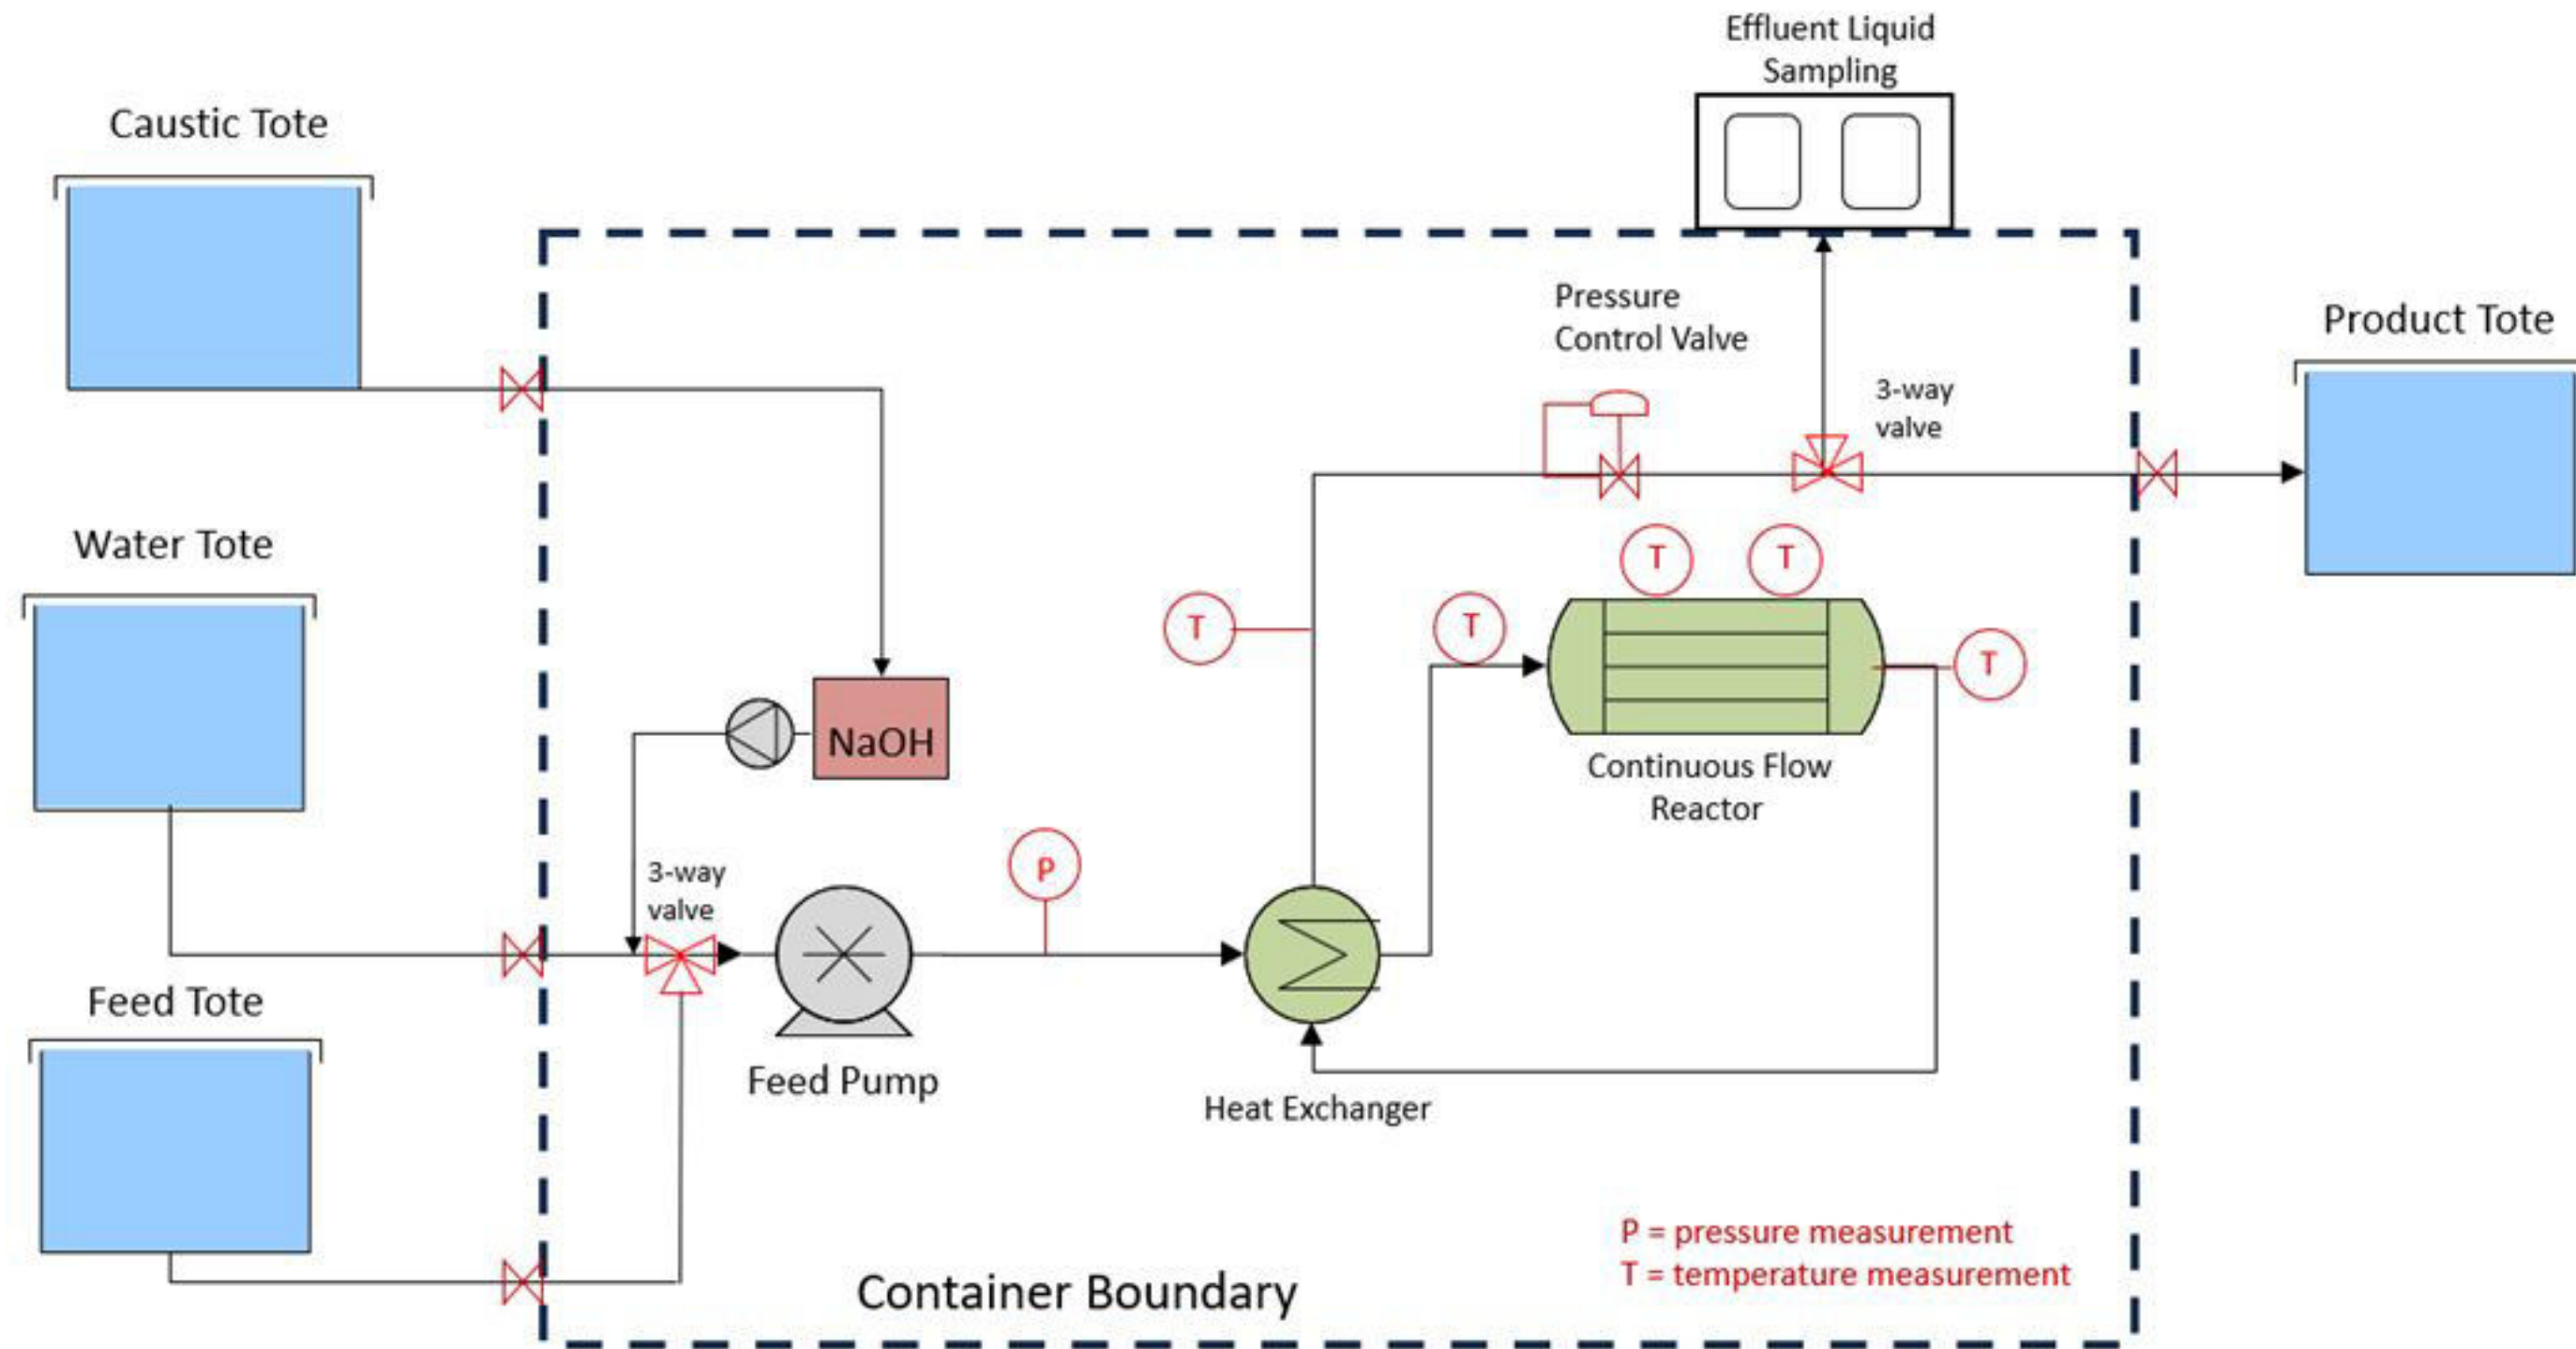 Effluent Liquid
Sampling
Caustic Tote
Pressure
Control Valve
Product Tote
3-way
valve
Water Tote
T
T
T
T
T
NaOH
Continuous Flow
Reactor
3-way
valve
P
Feed Tote
Feed Pump
Heat Exchanger
P = pressure measurement
T = temperature measurement
Container Boundary